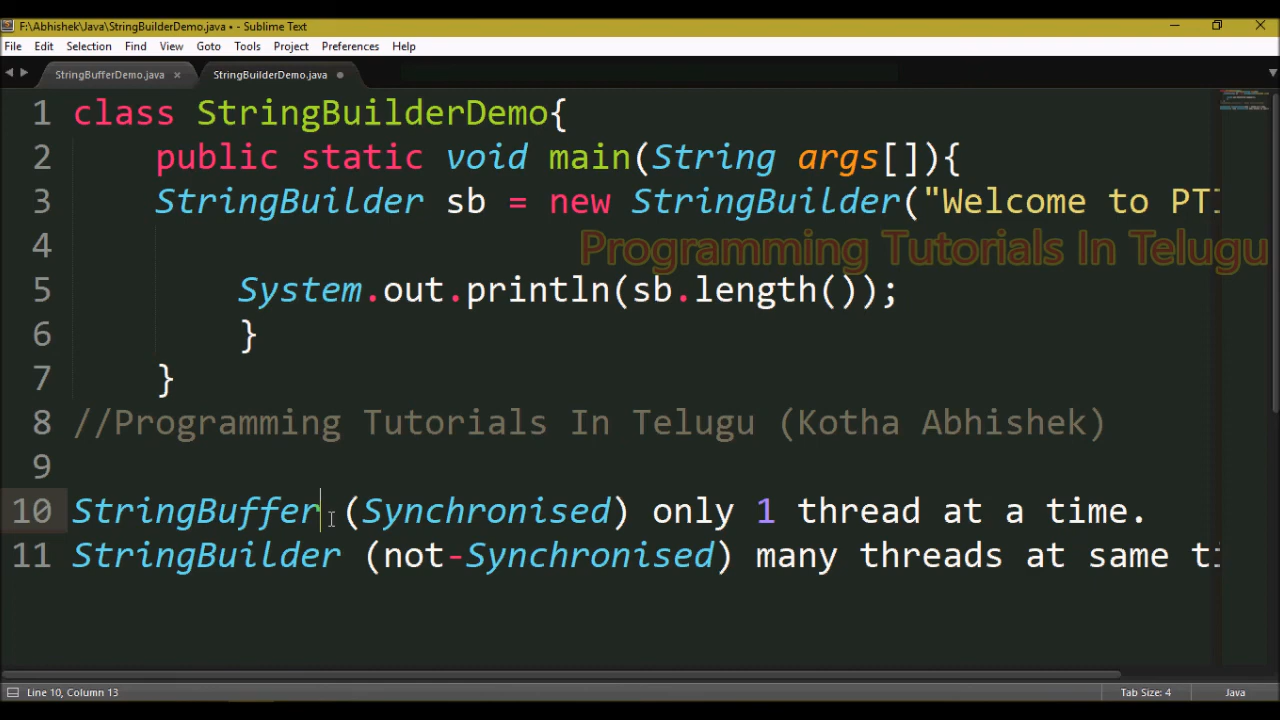 F:\Abhishek\Java\StringBuilderDemo.java • - Sublime Text
File Edit Selection Find View Goto Tools Project Preferences Help
StringBufferDemo.java × StringBuilderDemo.java
1 class StringBuilderDemo{
2 public static void main(String args[]){
3 StringBuilder sb = new StringBuilder("Welcome to PTI
4
Programming Tutorials In Telugu
5 System.out.println(sb.length());
6 }
7 }
8 //Programming Tutorials In Telugu (Kotha Abhishek)
9
10 StringBuffer (Synchronised) only 1 thread at a time.
11 StringBuilder (not-Synchronised) many threads at same ti
Line 10, Column 13 Tab Size: 4 Java